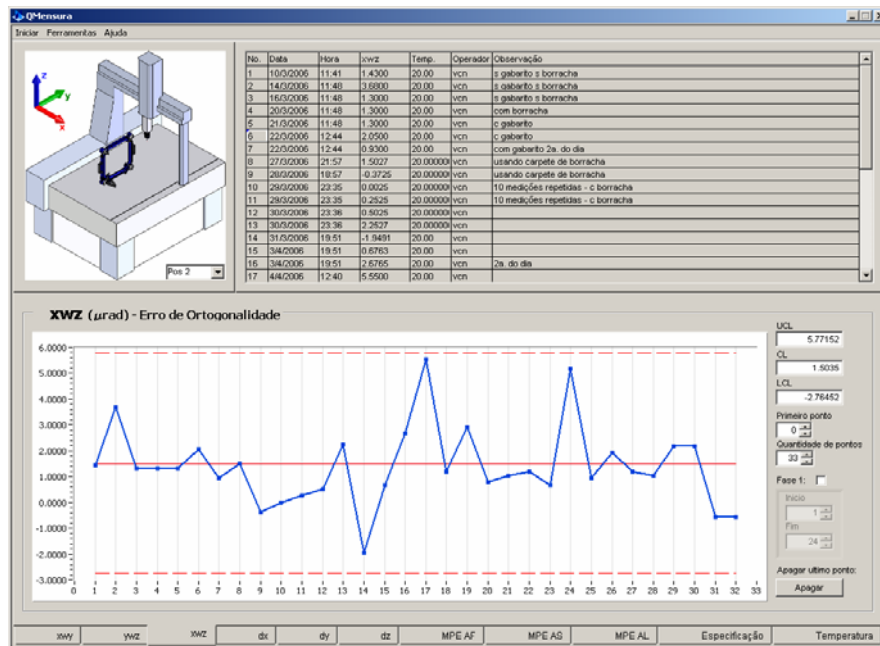 QMensura
Iniciar Ferramentas Ajuda
z
y
x
Pos 2
No. Data Hora xwz Temp. Operador Observação
1 10/3/2006 11:41 1.4300 20.00 vcn s gabarito s borracha
2 14/3/2006 11:48 3.6800 20.00 vcn s gabarito s borracha
3 16/3/2006 11:48 1.3000 20.00 vcn s gabarito s borracha
4 20/3/2006 11:48 1.3000 20.00 vcn com borracha
5 21/3/2006 11:48 1.3000 20.00 vcn c gabarito
6 22/3/2006 12:44 2.0500 20.00 vcn c gabarito
7 22/3/2006 12:44 0.9300 20.00 vcn com gabarito 2a. do dia
8 27/3/2006 21:57 1.5027 20.000000 vcn usando carpete de borracha
9 28/3/2006 18:57 -0.3725 20.000000 vcn usando carpete de borracha
10 29/3/2006 23:35 0.0025 20.000000 vcn 10 medições repetidas - c borracha
11 29/3/2006 23:35 0.2525 20.000000 vcn 10 medições repetidas - c borracha
12 30/3/2006 23:36 0.5025 20.000000 vcn
13 30/3/2006 23:36 2.2527 20.000000 vcn
14 31/3/2006 19:51 -1.9491 20.00 vcn
15 3/4/2006 19:51 0.6763 20.00 vcn
16 3/4/2006 19:51 2.6765 20.00 vcn 2a. do dia
17 4/4/2006 12:40 5.5500 20.00 vcn
XWZ (μrad) - Erro de Ortogonalidade
6.0000
5.0000
4.0000
3.0000
2.0000
1.0000
0.0000
-1.0000
-2.0000
-3.0000
0 1 2 3 4 5 6 7 8 9 10 11 12 13 14 15 16 17 18 19 20 21 22 23 24 25 26 27 28 29 30 31 32 33
UCL
5.77152
CL
1.5035
LCL
-2.76452
Primeiro ponto
0
Quantidade de pontos
33
Fase 1:
Inicio
1
Fim
24
Apagar ultimo ponto:
Apagar
xwy ywz xwz dx dy dz MPE AF MPE AS MPE AL Especificação Temperatura